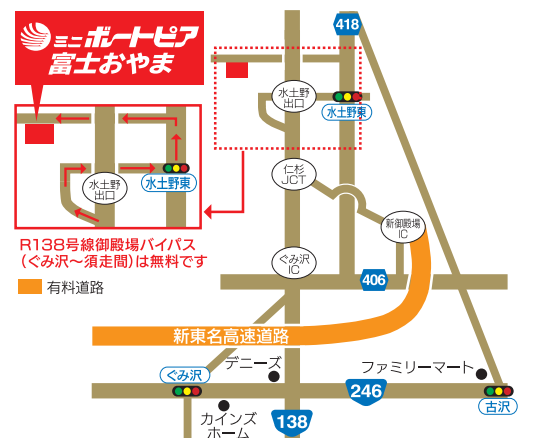 ミニボートピア
富士おやま
418
水土野
出口
水土野東
水土野
出口
水土野東
仁杉
JCT
新御殿場
IC
ぐみ沢
IC
R138号線御殿場バイパス
(ぐみ沢〜須走間)は無料です
有料道路
406
新東名高速道路
デニーズ
ファミリーマート
ぐみ沢
246
古沢
カインズ
ホーム
138